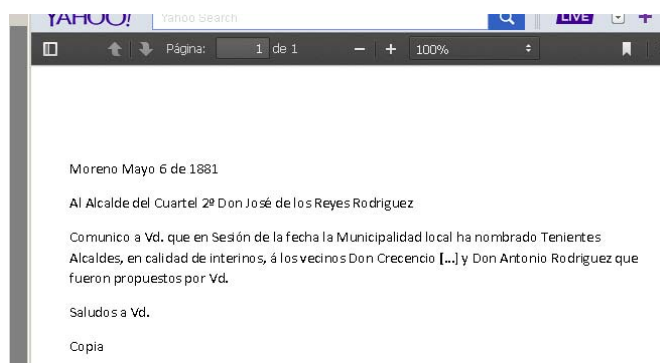 YAHOO!
Yahoo Search
LIVE
Página: 1 de 1
100%
Moreno Mayo 6 de 1881
Al Alcalde del Cuartel 2º Don José de los Reyes Rodriguez
Comunico a Vd. que en Sesión de la fecha la Municipalidad local ha nombrado Tenientes
Alcaldes, en calidad de interinos, á los vecinos Don Crecencio [...] y Don Antonio Rodriguez que
fueron propuestos por Vd.
Saludos a Vd.
Copia